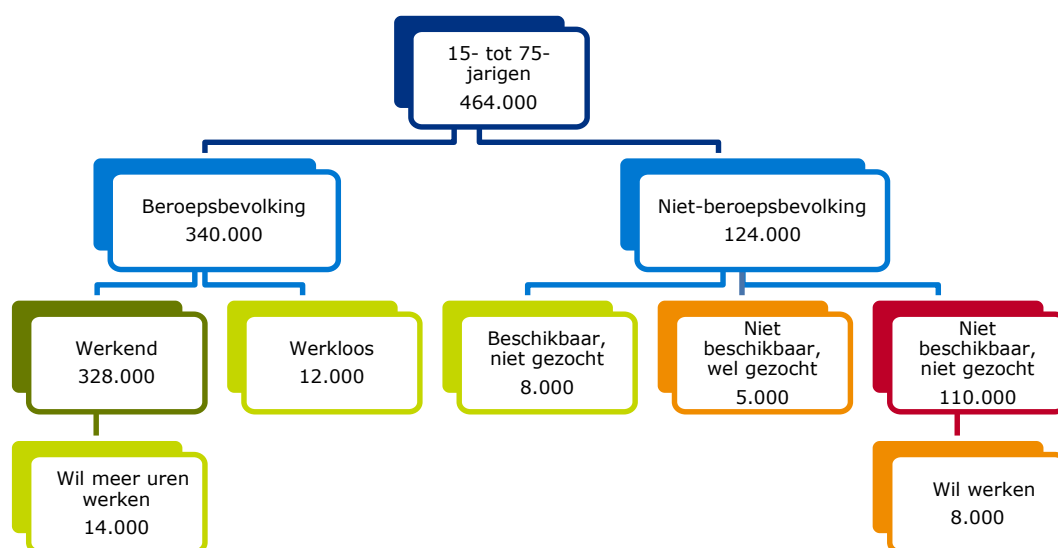 15- tot 75-
jarigen
464.000
Beroepsbevolking
340.000
Niet-beroepsbevolking
124.000
Werkend
328.000
Werkloos
12.000
Beschikbaar,
niet gezocht
8.000
Niet
beschikbaar,
wel gezocht
5.000
Niet
beschikbaar,
niet gezocht
110.000
Wil meer uren
werken
14.000
Wil werken
8.000